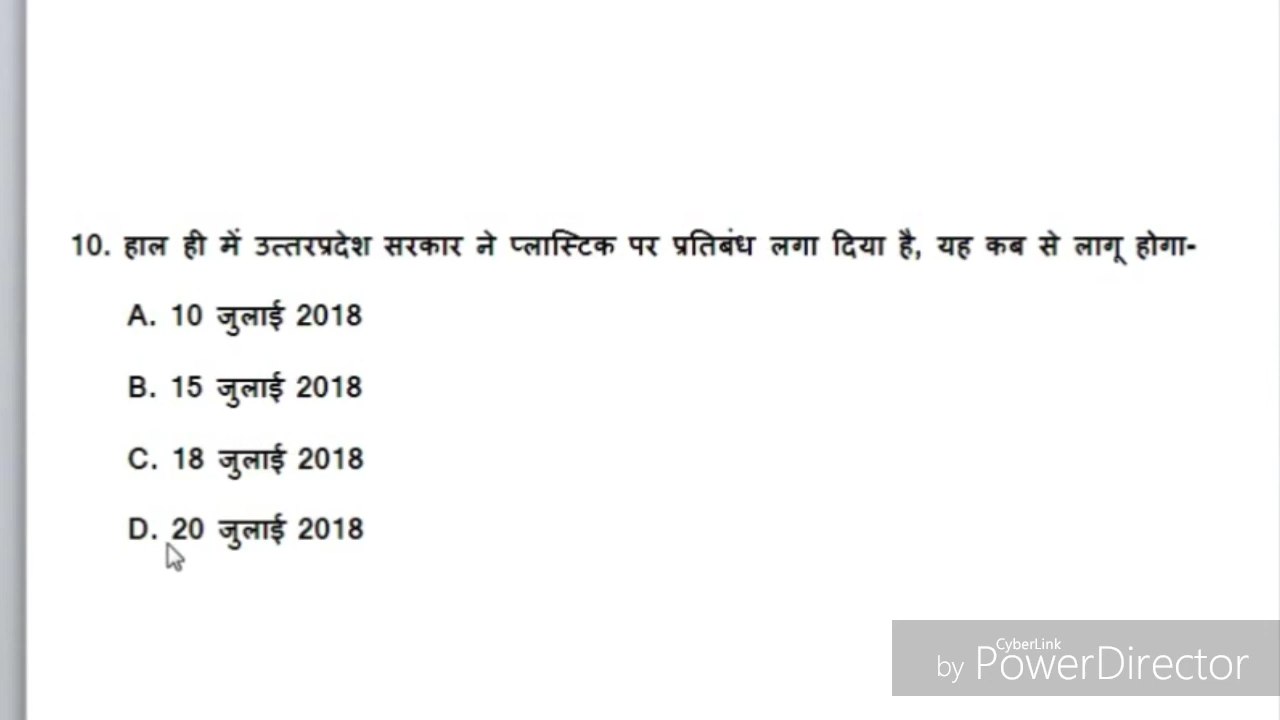 10. हाल ही में उत्तरप्रदेश सरकार ने प्लास्टिक पर प्रतिबंध लगा दिया है, यह कब से लागू होगा-
A. 10 जुलाई 2018
B. 15 जुलाई 2018
C. 18 जुलाई 2018
D. 20 जुलाई 2018
CyberLink
by PowerDirector